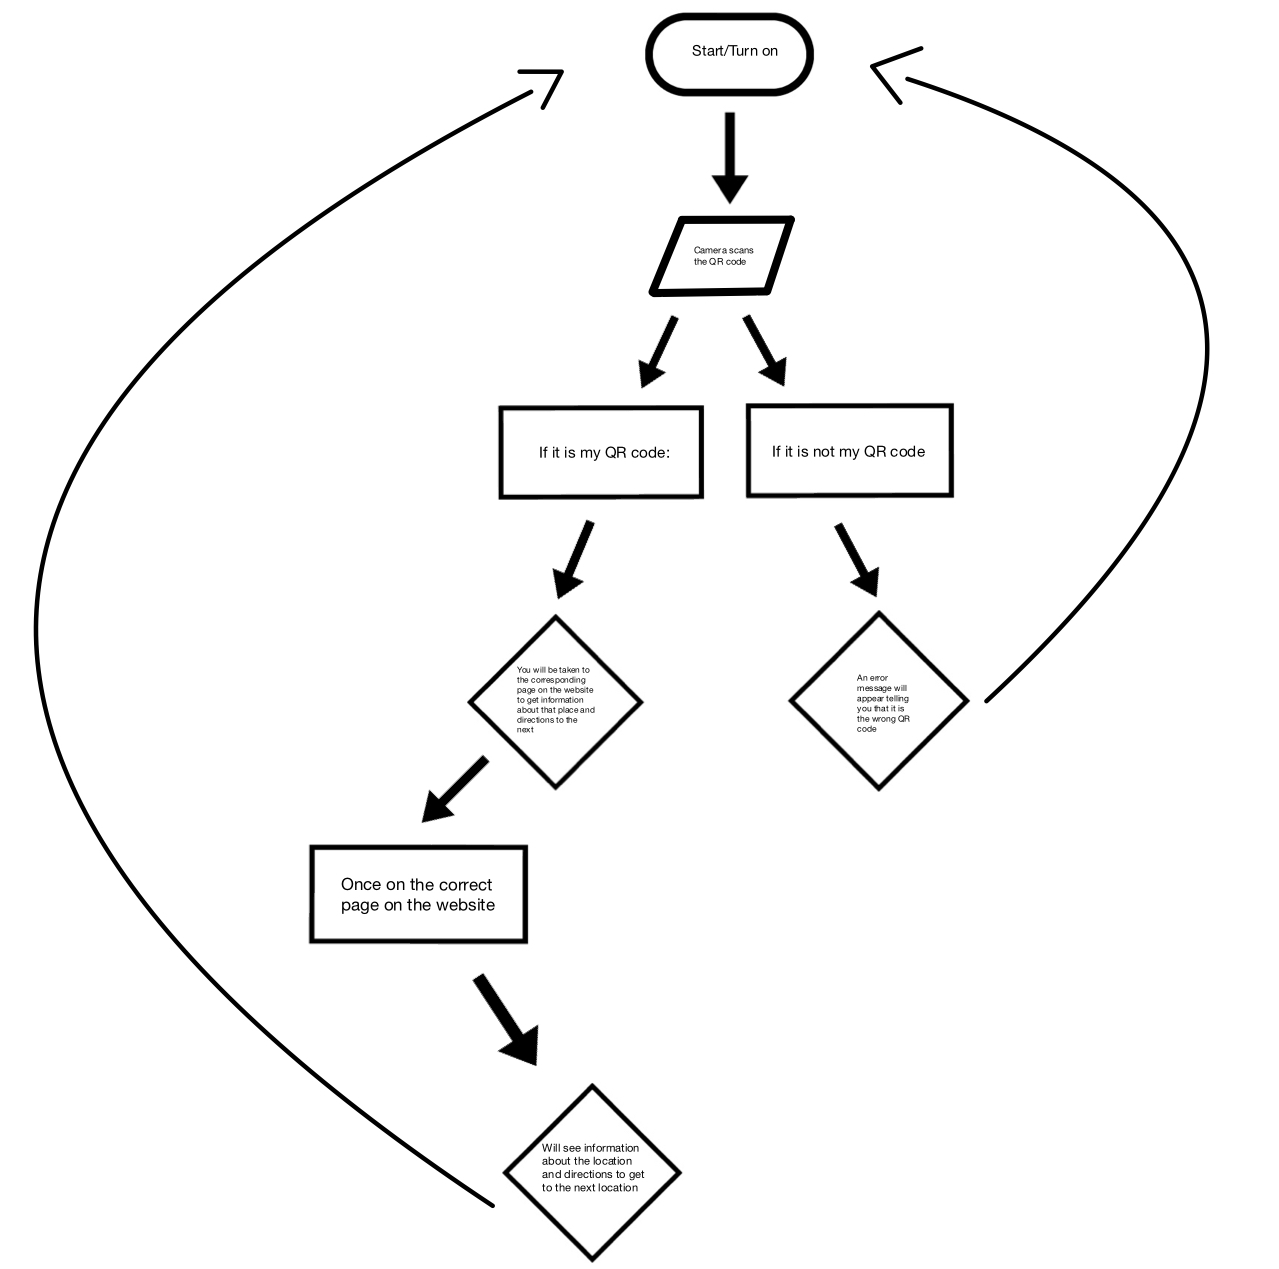 Start/Turn on
Camera scans
the QR code
If it is my QR code:
If it is not my QR code
You will be taken to
the corresponding
page on the website
to get information
about that place and
directions to the
next
An error
message will
appear telling
you that it is
the wrong QR
code
Once on the correct
page on the website
Will see information
about the location
and directions to get
to the next location